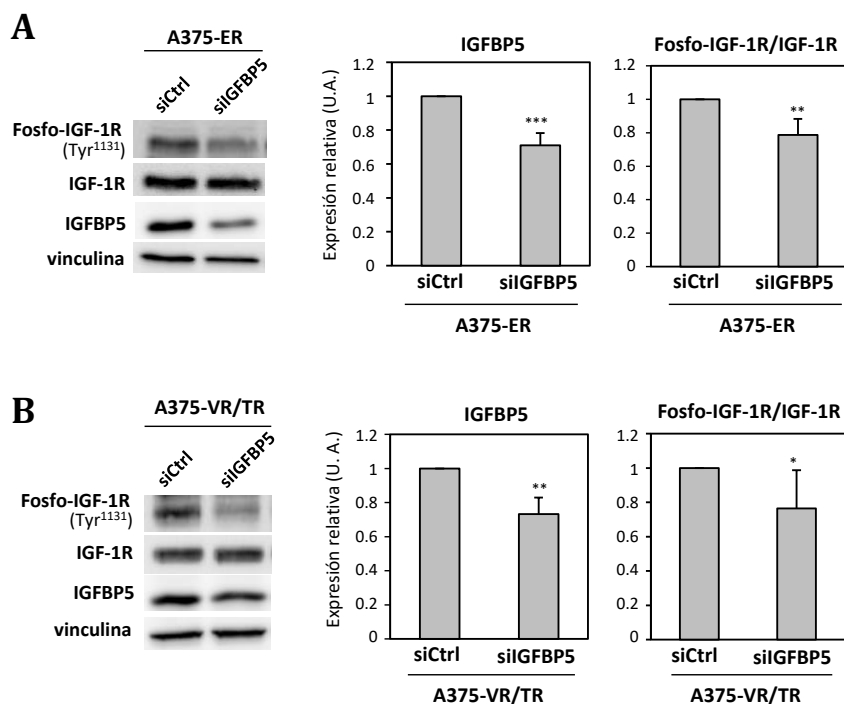 A
A375-ER
siCtrl
siIGFBP5
Fosfo-IGF-1R
(Tyr1131)
IGF-1R
IGFBP5
vinculina
IGFBP5
Expresión relativa (U.A.)
1.2
1
0.8
0.6
0.4
0.2
0
***
siCtrl siIGFBP5
A375-ER
Fosfo-IGF-1R/IGF-1R
1.2
1
0.8
0.6
0.4
0.2
0
**
siCtrl siIGFBP5
A375-ER
B
A375-VR/TR
siCtrl
siIGFBP5
Fosfo-IGF-1R
(Tyr1131)
IGF-1R
IGFBP5
vinculina
IGFBP5
Expresión relativa (U. A.)
1.2
1
0.8
0.6
0.4
0.2
0
**
siCtrl siIGFBP5
A375-VR/TR
Fosfo-IGF-1R/IGF-1R
1.2
1
0.8
0.6
0.4
0.2
0
*
siCtrl siIGFBP5
A375-VR/TR